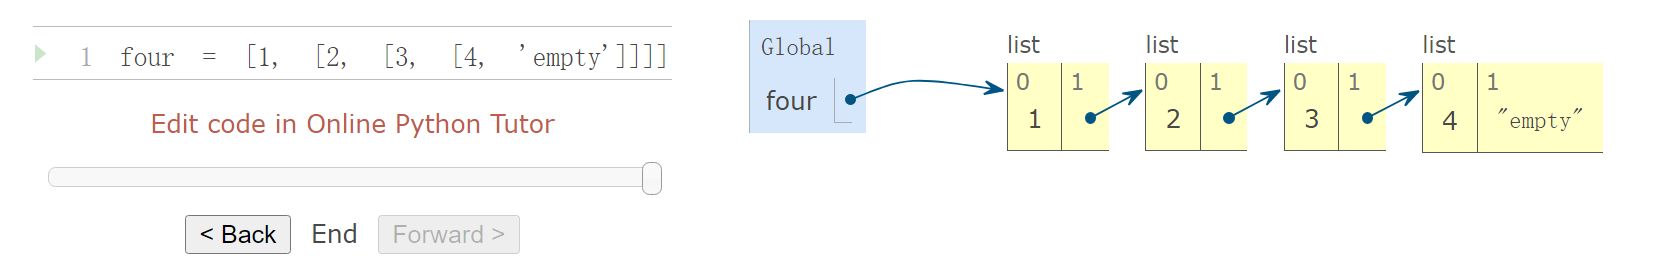 1 four = [1, [2, [3, [4, 'empty']]]]
Edit code in Online Python Tutor
< Back End Forward >
Global
four
list list list list
0 1 0 1 0 1 0 1
1 2 3 4 "empty"